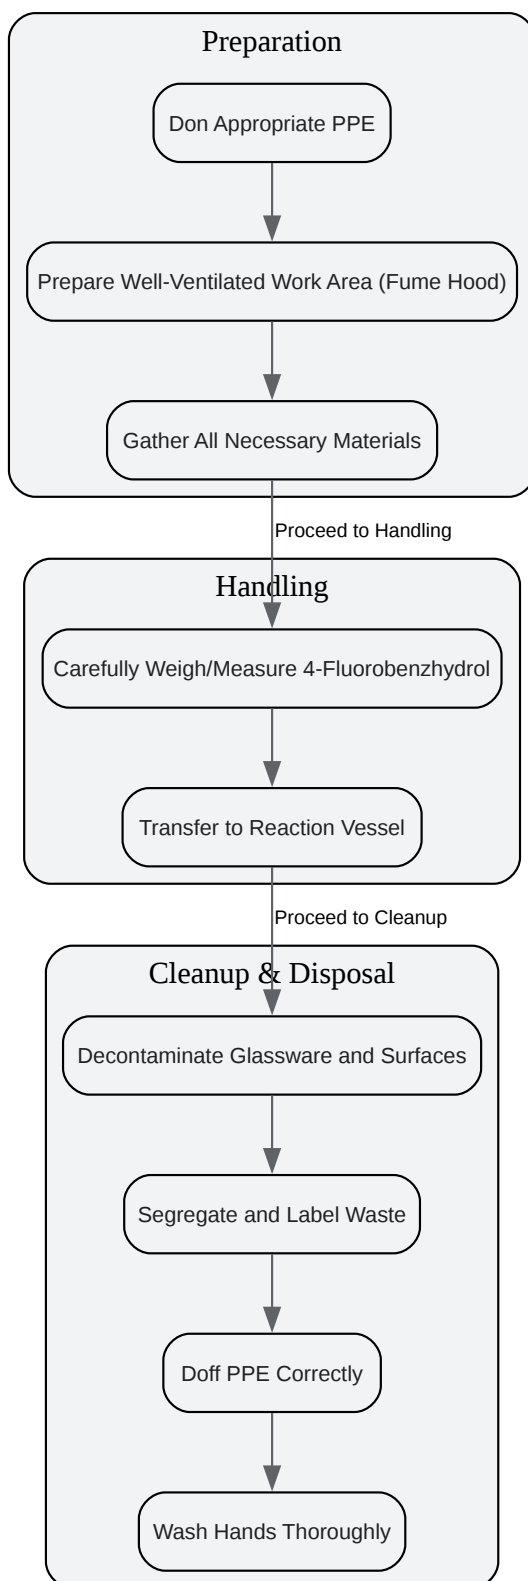 Preparation
Don Appropriate PPE
Prepare Well-Ventilated Work Area (Fume Hood)
Gather All Necessary Materials
Proceed to Handling
Handling
Carefully Weigh/Measure 4-Fluorobenzhydrol
Transfer to Reaction Vessel
Proceed to Cleanup
Cleanup & Disposal
Decontaminate Glassware and Surfaces
Segregate and Label Waste
Doff PPE Correctly
Wash Hands Thoroughly